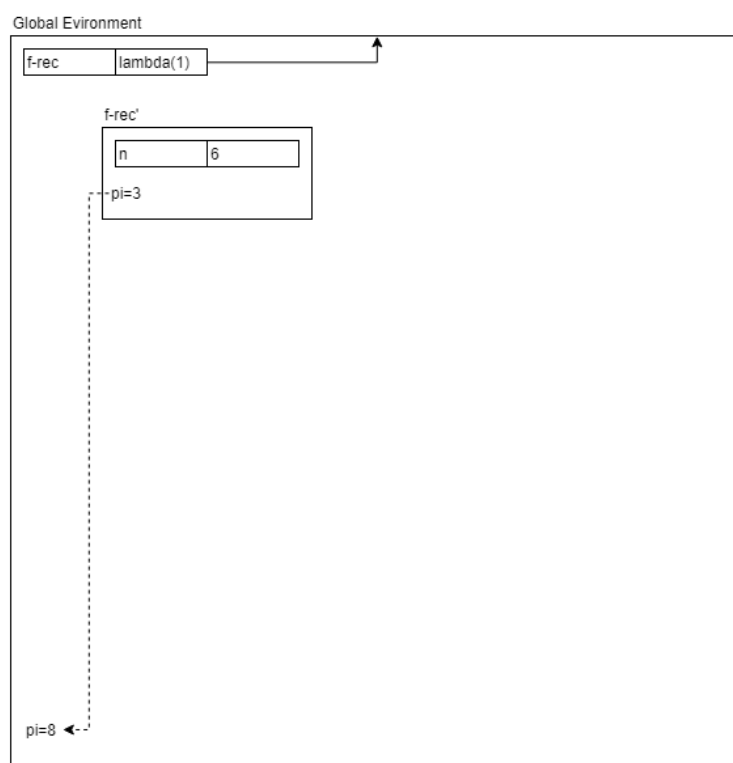 Global Evironment
f-rec lambda(1)
f-rec'
n 6
pi=3
pi=8